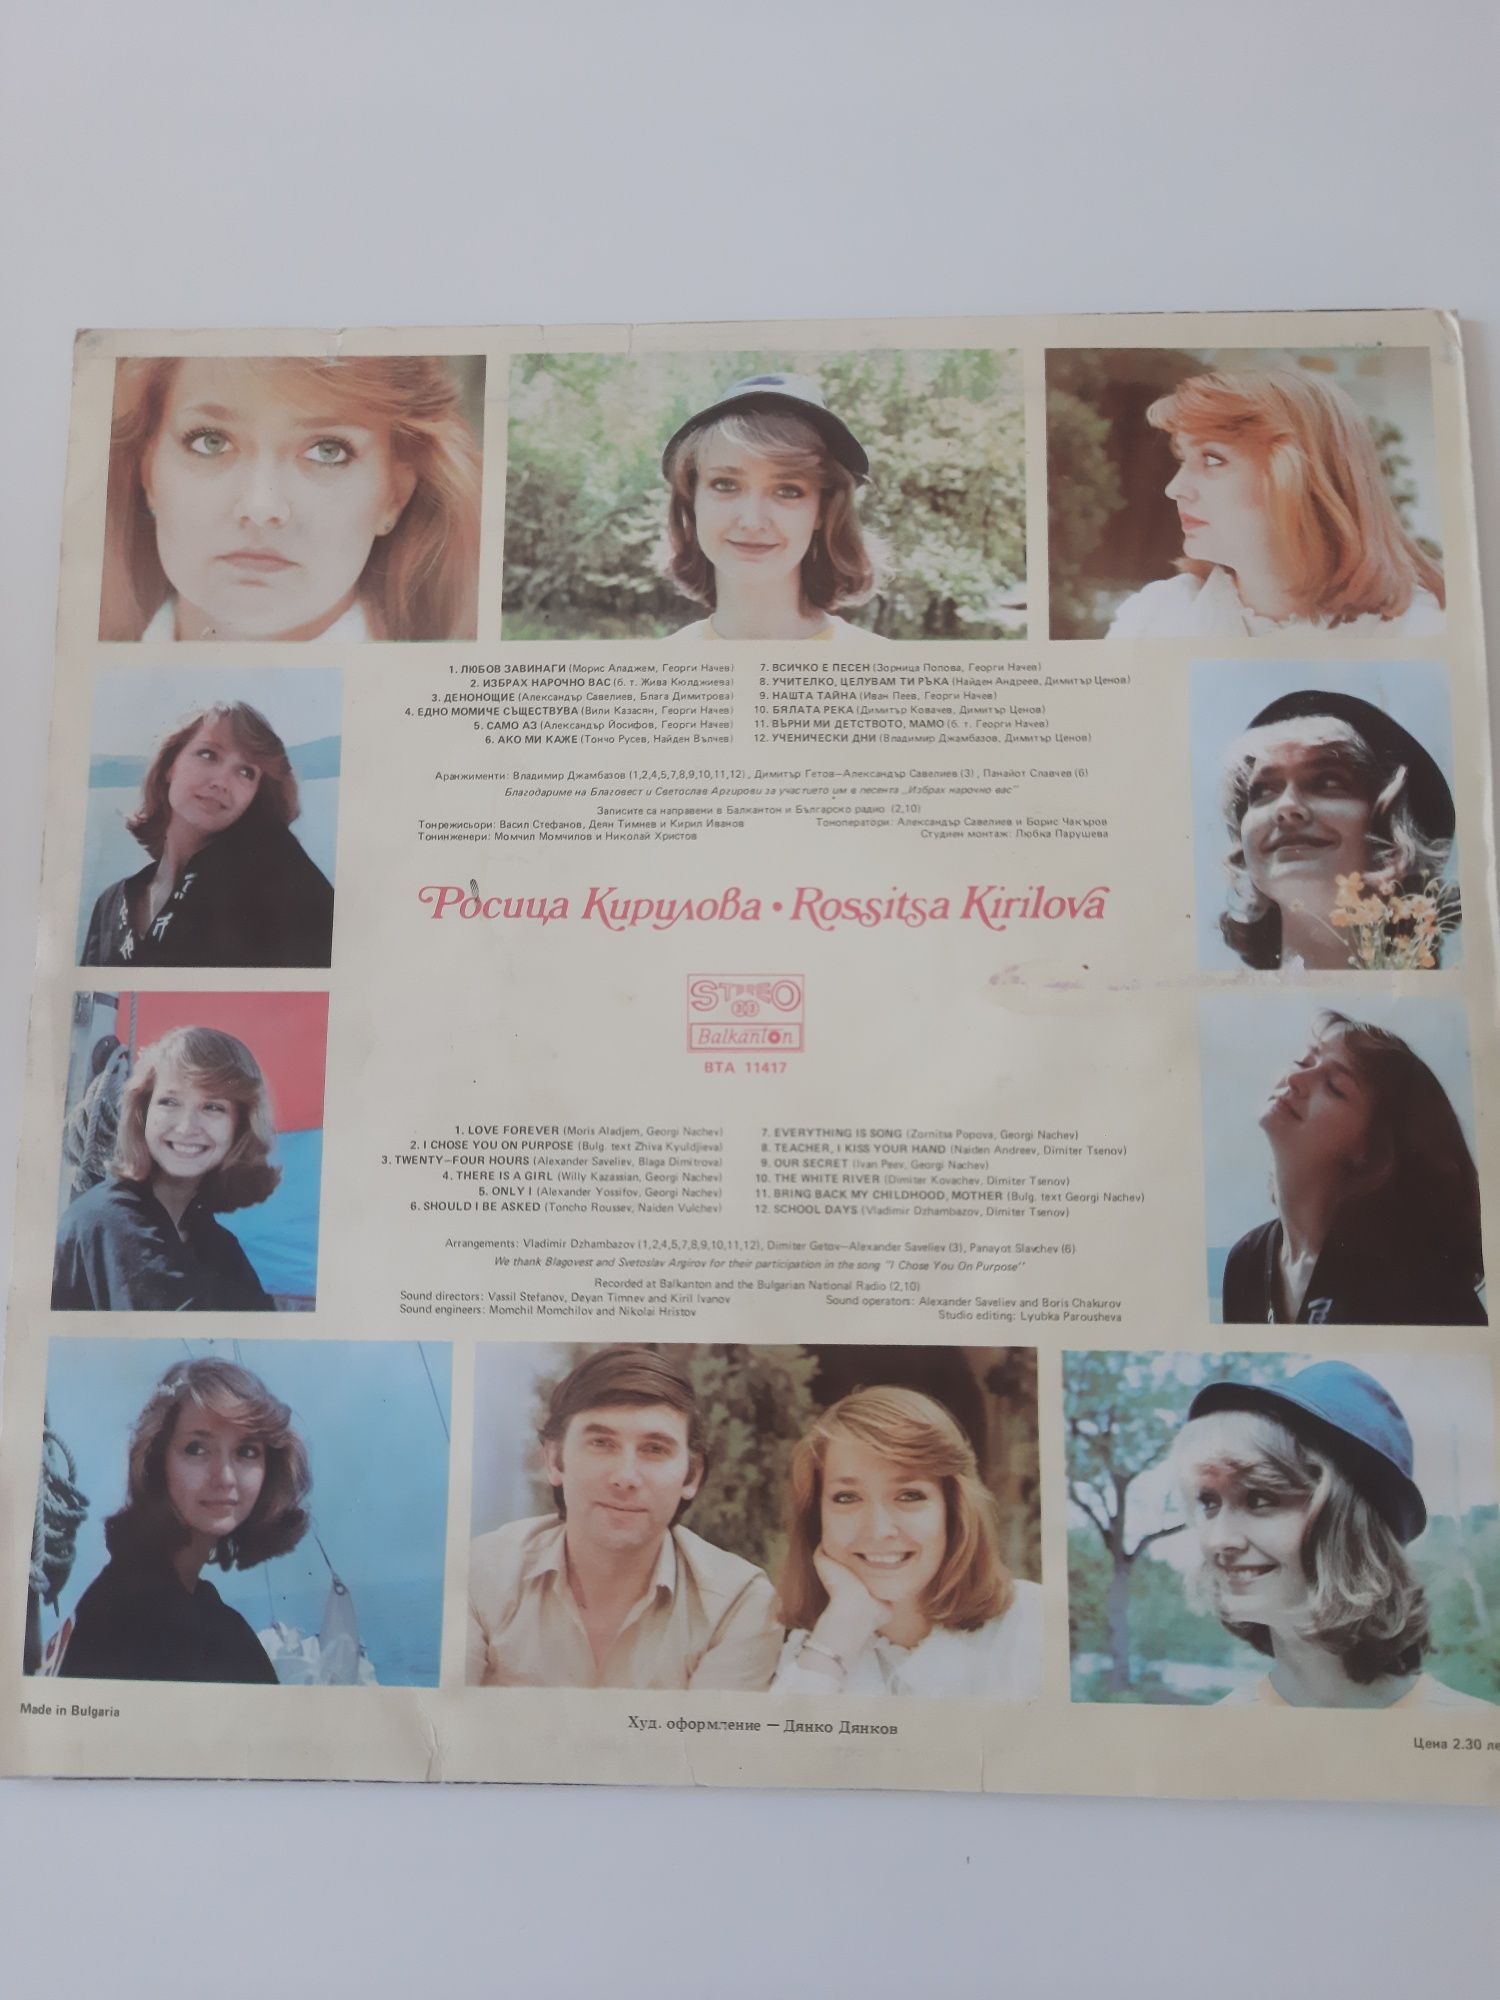 1. ЛЮБОВ ЗАВИНАГИ (Морис Аладжем, Георги Начев)
2. ИЗБРАХ НАРОЧНО ВАС (б. т. Жива Кюлджиева)
3. ДЕНОНОЩИЕ (Александър Савелиев, Блага Димитрова)
4. ЕДНО МОМИЧЕ СЪЩЕСТВУВА (Вили Казасян, Георги Начев)
5. САМО АЗ (Александър Йосифов, Георги Начев)
6. АКО МИ КАЖЕ (Тончо Русев, Найден Вълчев)
7. ВСИЧКО Е ПЕСЕН (Зорница Попова, Георги Начев)
8. УЧИТЕЛКО, ЦЕЛУВАМ ТИ РЪКА (Найден Андреев, Димитър Ценов)
9. НАШТА ТАЙНА (Иван Пеев, Георги Начев)
10. БЯЛАТА РЕКА (Димитър Ковачев, Димитър Ценов)
11. ВЪРНИ МИ ДЕТСТВОТО, МАМО (б. т. Георги Начев)
12. УЧЕНИЧЕСКИ ДНИ (Владимир Джамбазов, Димитър Ценов)
Аранжименти: Владимир Джамбазов (1,2,4,5,7,8,9,10,11,12), Димитър Гетов—Александър Савелиев (3), Панайот Славчев (6)
Благодариме на Благовест и Светослав Аргирови за участието им в песента „Избрах нарочно вас"
Записите са направени в Балкантон и Българско радио (2,10)
Тонрежисьори: Васил Стефанов, Деян Тимнев и Кирил Иванов
Тоноператори: Александър Савелиев и Борис Чакъров
Тонинженери: Момчил Момчилов и Николай Христов
Студиен монтаж: Любка Парушева
Росица Кирилова • Rossitsa Kirilova
STEREO
33
Balkanton
ВТА 11417
1. LOVE FOREVER (Moris Aladjem, Georgi Nachev)
2. I CHOSE YOU ON PURPOSE (Bulg. text Zhiva Kyuldjieva)
3. TWENTY—FOUR HOURS (Alexander Saveliev, Blaga Dimitrova)
4. THERE IS A GIRL (Willy Kazassian, Georgi Nachev)
5. ONLY I (Alexander Yossifov, Georgi Nachev)
6. SHOULD I BE ASKED (Toncho Roussev, Naiden Vulchev)
7. EVERYTHING IS SONG (Zornitsa Popova, Georgi Nachev)
8. TEACHER, I KISS YOUR HAND (Naiden Andreev, Dimiter Tsenov)
9. OUR SECRET (Ivan Peev, Georgi Nachev)
10. THE WHITE RIVER (Dimiter Kovachev, Dimiter Tsenov)
11. BRING BACK MY CHILDHOOD, MOTHER (Bulg. text Georgi Nachev)
12. SCHOOL DAYS (Vladimir Dzhambazov, Dimiter Tsenov)
Arrangements: Vladimir Dzhambazov (1,2,4,5,7,8,9,10,11,12), Dimiter Getov—Alexander Saveliev (3), Panayot Slavchev (6)
We thank Blagovest and Svetoslav Argirov for their participation in the song "I Chose You On Purpose"
Recorded at Balkanton and the Bulgarian National Radio (2,10)
Sound directors: Vassil Stefanov, Deyan Timnev and Kiril Ivanov
Sound operators: Alexander Saveliev and Boris Chakurov
Sound engineers: Momchil Momchilov and Nikolai Hristov
Studio editing: Lyubka Parousheva
Made in Bulgaria
Худ. оформление — Дянко Дянков
Цена 2.30 ле